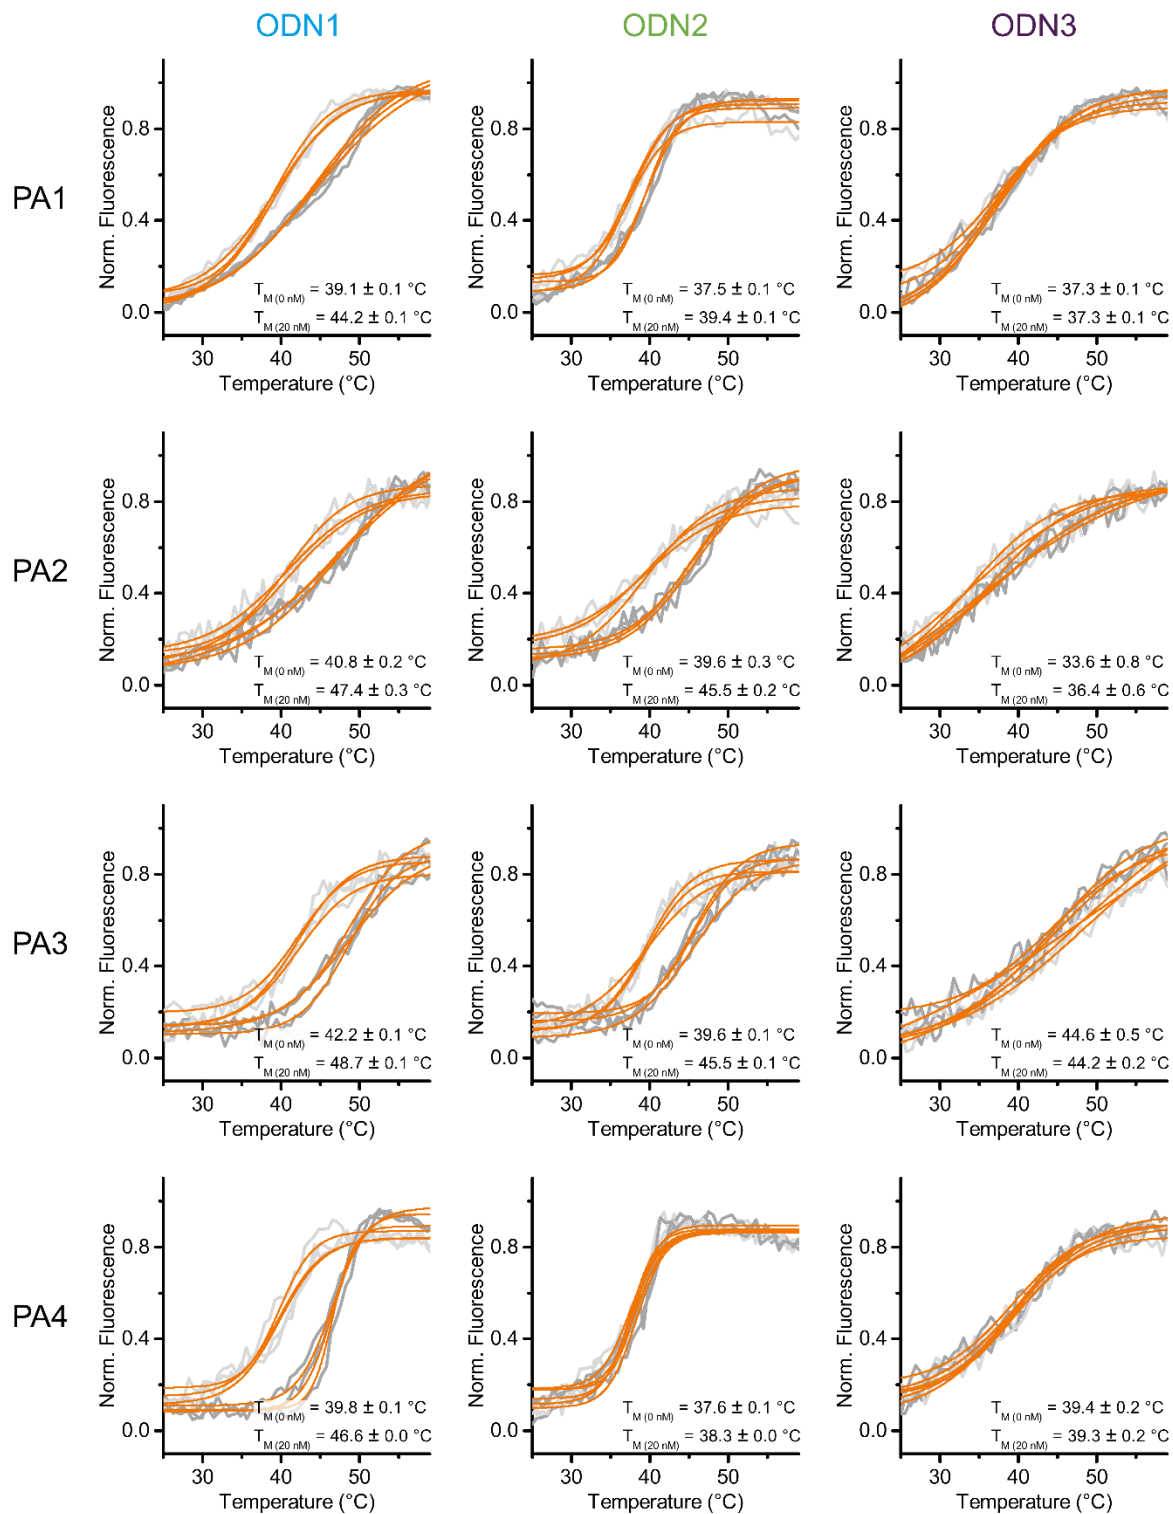 ODN1 ODN2 ODN3
PA1
Norm. Fluorescence
0.8
0.4
0.0
T M (0 nM) = 39.1 ± 0.1 °C
T M (20 nM) = 44.2 ± 0.1 °C
30 40 50
Temperature (°C)
Norm. Fluorescence
0.8
0.4
0.0
T M (0 nM) = 37.5 ± 0.1 °C
T M (20 nM) = 39.4 ± 0.1 °C
30 40 50
Temperature (°C)
Norm. Fluorescence
0.8
0.4
0.0
T M (0 nM) = 37.3 ± 0.1 °C
T M (20 nM) = 37.3 ± 0.1 °C
30 40 50
Temperature (°C)
PA2
Norm. Fluorescence
0.8
0.4
0.0
T M (0 nM) = 40.8 ± 0.2 °C
T M (20 nM) = 47.4 ± 0.3 °C
30 40 50
Temperature (°C)
Norm. Fluorescence
0.8
0.4
0.0
T M (0 nM) = 39.6 ± 0.3 °C
T M (20 nM) = 45.5 ± 0.2 °C
30 40 50
Temperature (°C)
Norm. Fluorescence
0.8
0.4
0.0
T M (0 nM) = 33.6 ± 0.8 °C
T M (20 nM) = 36.4 ± 0.6 °C
30 40 50
Temperature (°C)
PA3
Norm. Fluorescence
0.8
0.4
0.0
T M (0 nM) = 42.2 ± 0.1 °C
T M (20 nM) = 48.7 ± 0.1 °C
30 40 50
Temperature (°C)
Norm. Fluorescence
0.8
0.4
0.0
T M (0 nM) = 39.6 ± 0.1 °C
T M (20 nM) = 45.5 ± 0.1 °C
30 40 50
Temperature (°C)
Norm. Fluorescence
0.8
0.4
0.0
T M (0 nM) = 44.6 ± 0.5 °C
T M (20 nM) = 44.2 ± 0.2 °C
30 40 50
Temperature (°C)
PA4
Norm. Fluorescence
0.8
0.4
0.0
T M (0 nM) = 39.8 ± 0.1 °C
T M (20 nM) = 46.6 ± 0.0 °C
30 40 50
Temperature (°C)
Norm. Fluorescence
0.8
0.4
0.0
T M (0 nM) = 37.6 ± 0.1 °C
T M (20 nM) = 38.3 ± 0.0 °C
30 40 50
Temperature (°C)
Norm. Fluorescence
0.8
0.4
0.0
T M (0 nM) = 39.4 ± 0.2 °C
T M (20 nM) = 39.3 ± 0.2 °C
30 40 50
Temperature (°C)